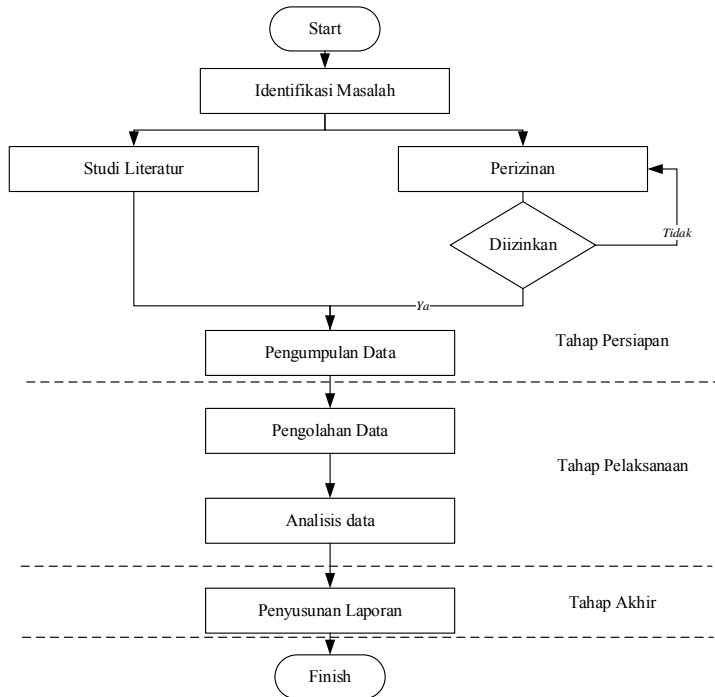 Start
Identifikasi Masalah
Studi Literatur
Perizinan
Diizinkan
Tidak
Ya
Pengumpulan Data
Tahap Persiapan
Pengolahan Data
Tahap Pelaksanaan
Analisis data
Penyusunan Laporan
Tahap Akhir
Finish